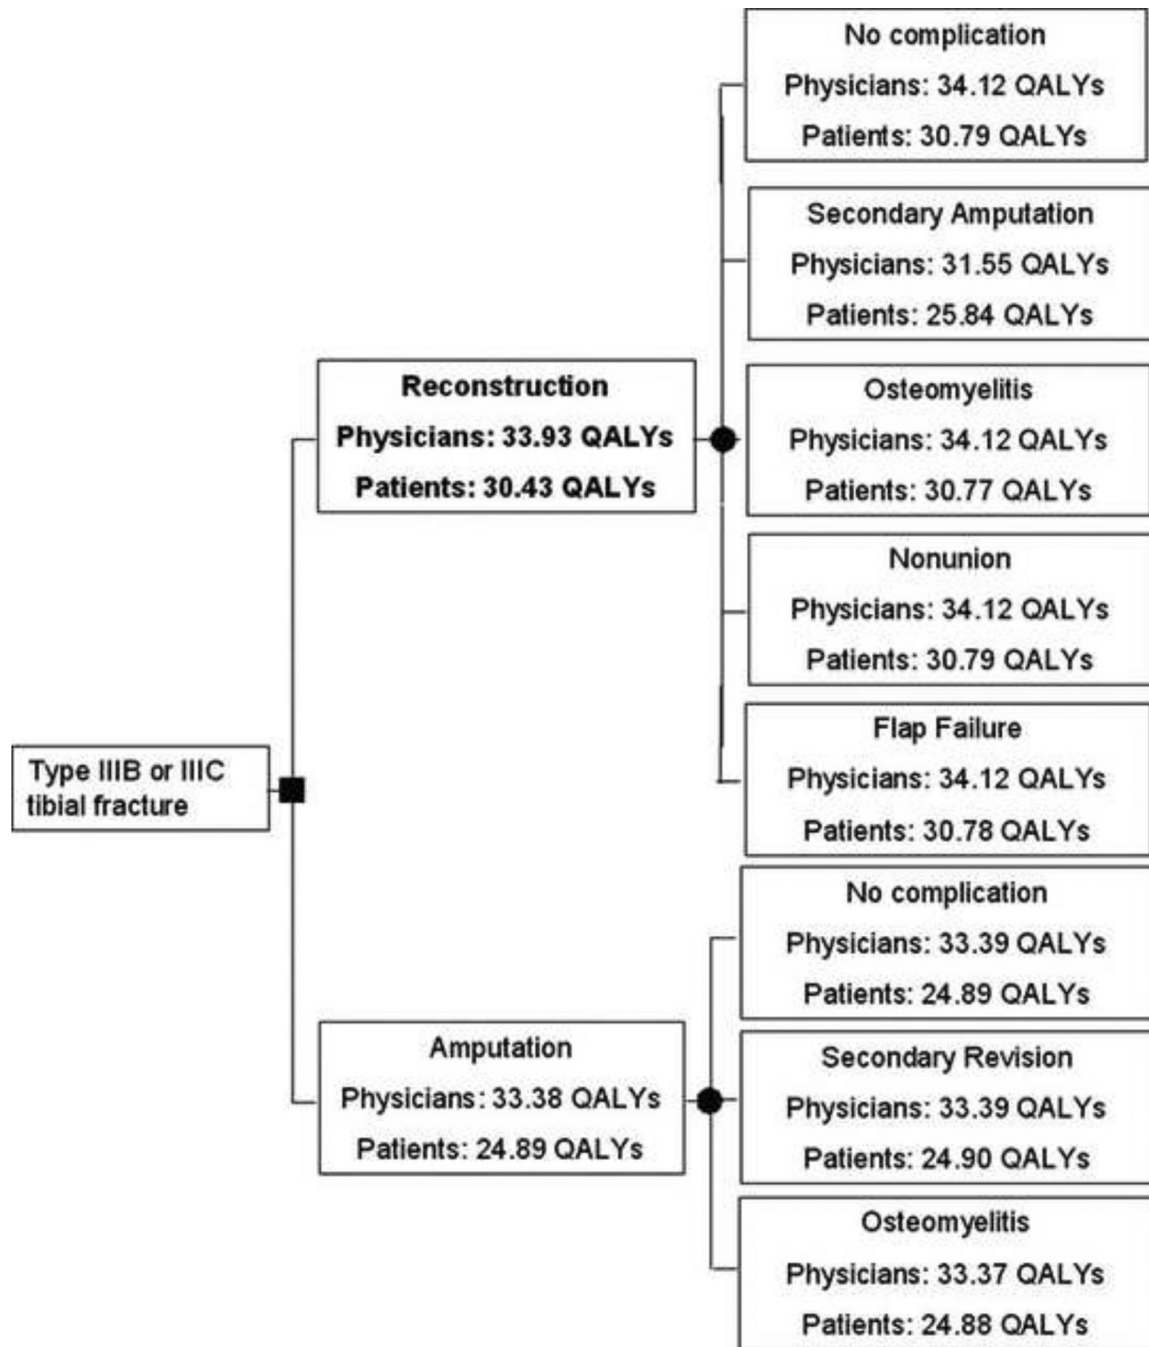 No complication
Physicians: 34.12 QALYs
Patients: 30.79 QALYs
Secondary Amputation
Physicians: 31.55 QALYs
Patients: 25.84 QALYs
Reconstruction
Physicians: 33.93 QALYs
Patients: 30.43 QALYs
Osteomyelitis
Physicians: 34.12 QALYs
Patients: 30.77 QALYs
Nonunion
Physicians: 34.12 QALYs
Patients: 30.79 QALYs
Flap Failure
Physicians: 34.12 QALYs
Patients: 30.78 QALYs
Type IIIB or IIIC
tibial fracture
No complication
Physicians: 33.39 QALYs
Patients: 24.89 QALYs
Amputation
Physicians: 33.38 QALYs
Patients: 24.89 QALYs
Secondary Revision
Physicians: 33.39 QALYs
Patients: 24.90 QALYs
Osteomyelitis
Physicians: 33.37 QALYs
Patients: 24.88 QALYs